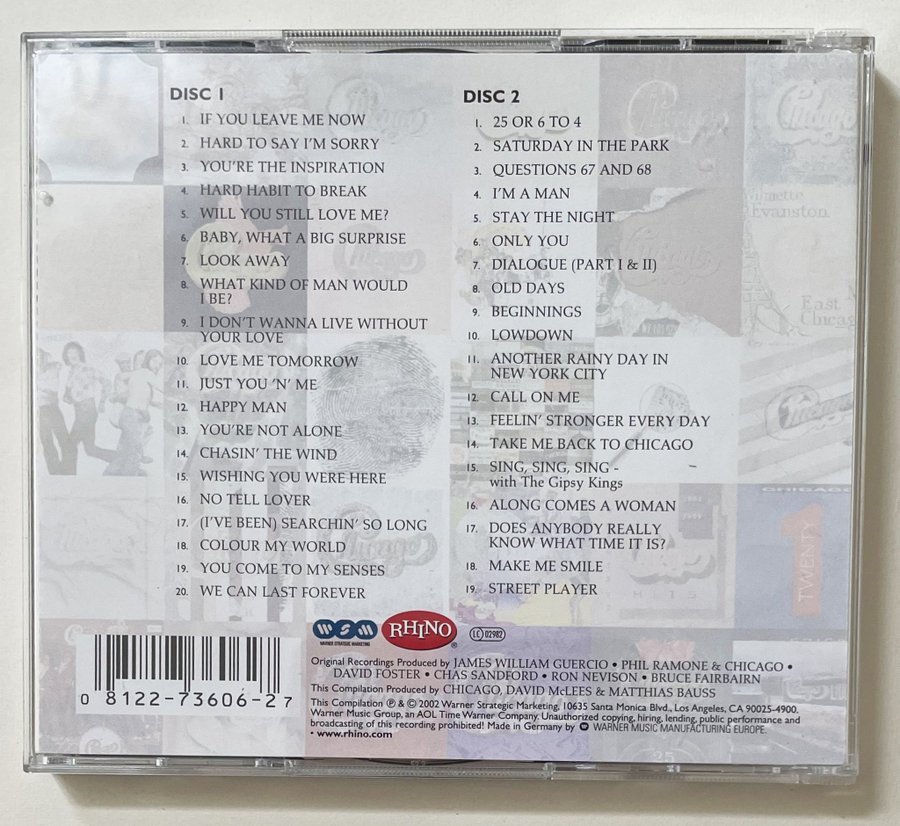 DISC 1
1. IF YOU LEAVE ME NOW
2. HARD TO SAY I'M SORRY
3. YOU'RE THE INSPIRATION
4. HARD HABIT TO BREAK
5. WILL YOU STILL LOVE ME?
6. BABY, WHAT A BIG SURPRISE
7. LOOK AWAY
8. WHAT KIND OF MAN WOULD
I BE?
9. I DON'T WANNA LIVE WITHOUT
YOUR LOVE
10. LOVE ME TOMORROW
11. JUST YOU 'N' ME
12. HAPPY MAN
13. YOU'RE NOT ALONE
14. CHASIN' THE WIND
15. WISHING YOU WERE HERE
16. NO TELL LOVER
17. (I'VE BEEN) SEARCHIN' SO LONG
18. COLOUR MY WORLD
19. YOU COME TO MY SENSES
20. WE CAN LAST FOREVER
DISC 2
1. 25 OR 6 TO 4
2. SATURDAY IN THE PARK
3. QUESTIONS 67 AND 68
4. I'M A MAN
5. STAY THE NIGHT
6. ONLY YOU
7. DIALOGUE (PART I & II)
8. OLD DAYS
9. BEGINNINGS
10. LOWDOWN
11. ANOTHER RAINY DAY IN
NEW YORK CITY
12. CALL ON ME
13. FEELIN' STRONGER EVERY DAY
14. TAKE ME BACK TO CHICAGO
15. SING, SING, SING -
with The Gipsy Kings
16. ALONG COMES A WOMAN
17. DOES ANYBODY REALLY
KNOW WHAT TIME IT IS?
18. MAKE ME SMILE
19. STREET PLAYER
Chicago
Chicago
Evanston
East
Chicag
CHICAGO
TWENTY 1
WSM
WARNER STRATEGIC MARKETING
RHINO ®
LC 02982
0 8122-73606-2 7
Original Recordings Produced by JAMES WILLIAM GUERCIO • PHIL RAMONE & CHICAGO •
DAVID FOSTER • CHAS SANDFORD • RON NEVISON • BRUCE FAIRBAIRN
This Compilation Produced by CHICAGO, DAVID McLEES & MATTHIAS BAUSS
This Compilation ℗ & © 2002 Warner Strategic Marketing, 10635 Santa Monica Blvd., Los Angeles, CA 90025-4900,
Warner Music Group, an AOL Time Warner Company. Unauthorized copying, hiring, lending, public performance and
broadcasting of this recording prohibited! Made in Germany by WARNER MUSIC MANUFACTURING EUROPE.
• www.rhino.com